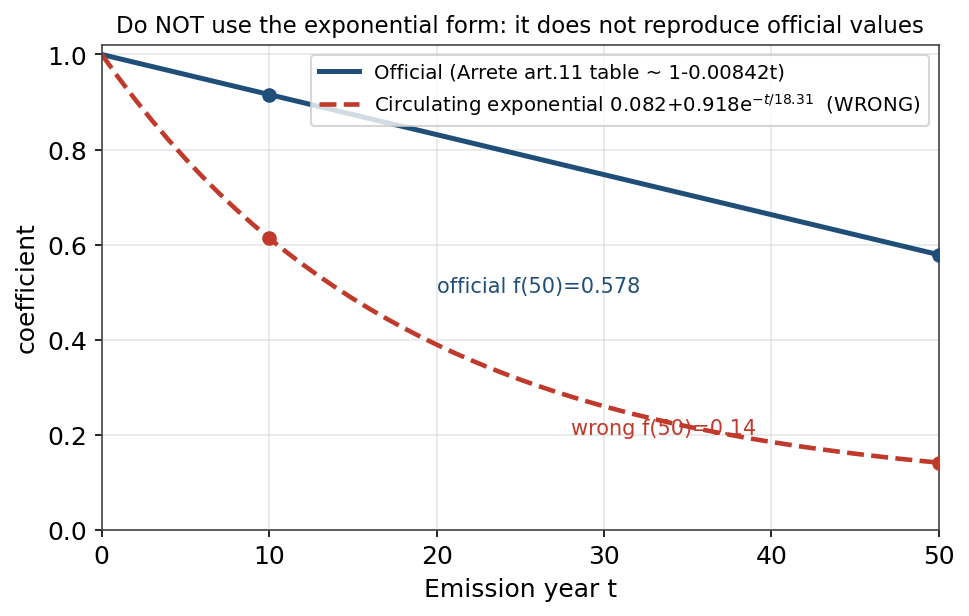 Do NOT use the exponential form: it does not reproduce official values
Official (Arrete art.11 table ~ 1-0.00842t)
Circulating exponential 0.082+0.918e^{-t/18.31} (WRONG)
1.0
0.8
0.6
0.4
0.2
0.0
coefficient
official f(50)=0.578
wrong f(50)=0.14
0 10 20 30 40 50
Emission year t